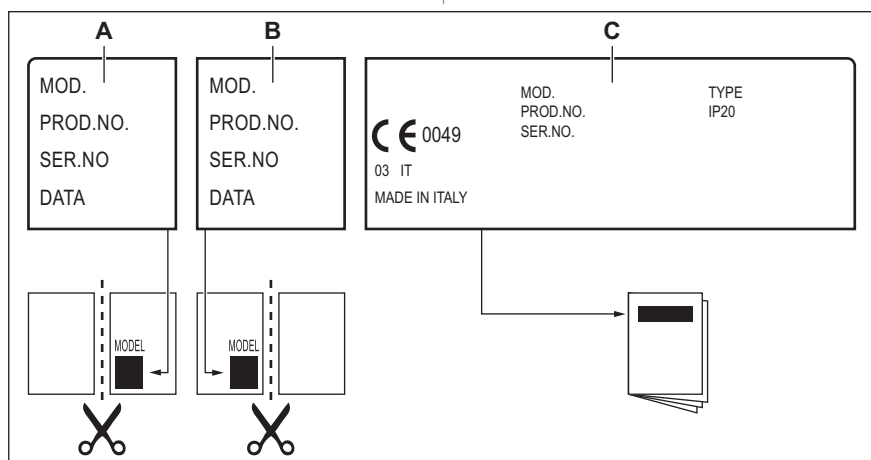 A
B
C
MOD.
PROD.NO.
SER.NO
DATA
MOD.
PROD.NO.
SER.NO
DATA
MOD.
PROD.NO.
SER.NO.
TYPE
IP20
CE 0049
03 IT
MADE IN ITALY
MODEL
MODEL